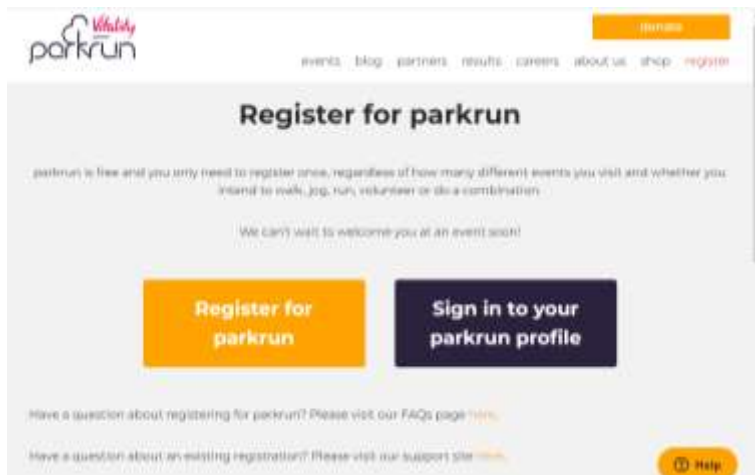 Vitality
parkrun
donate
events blog partners results careers about us shop register
Register for parkrun
parkrun is free and you only need to register once, regardless of how many different events you visit and whether you
intend to walk, jog, run, volunteer or do a combination.
We can't wait to welcome you at an event soon!
Register for
parkrun
Sign in to your
parkrun profile
Have a question about registering for parkrun? Please visit our FAQs page here.
Have a question about an existing registration? Please visit our support site here.
Help